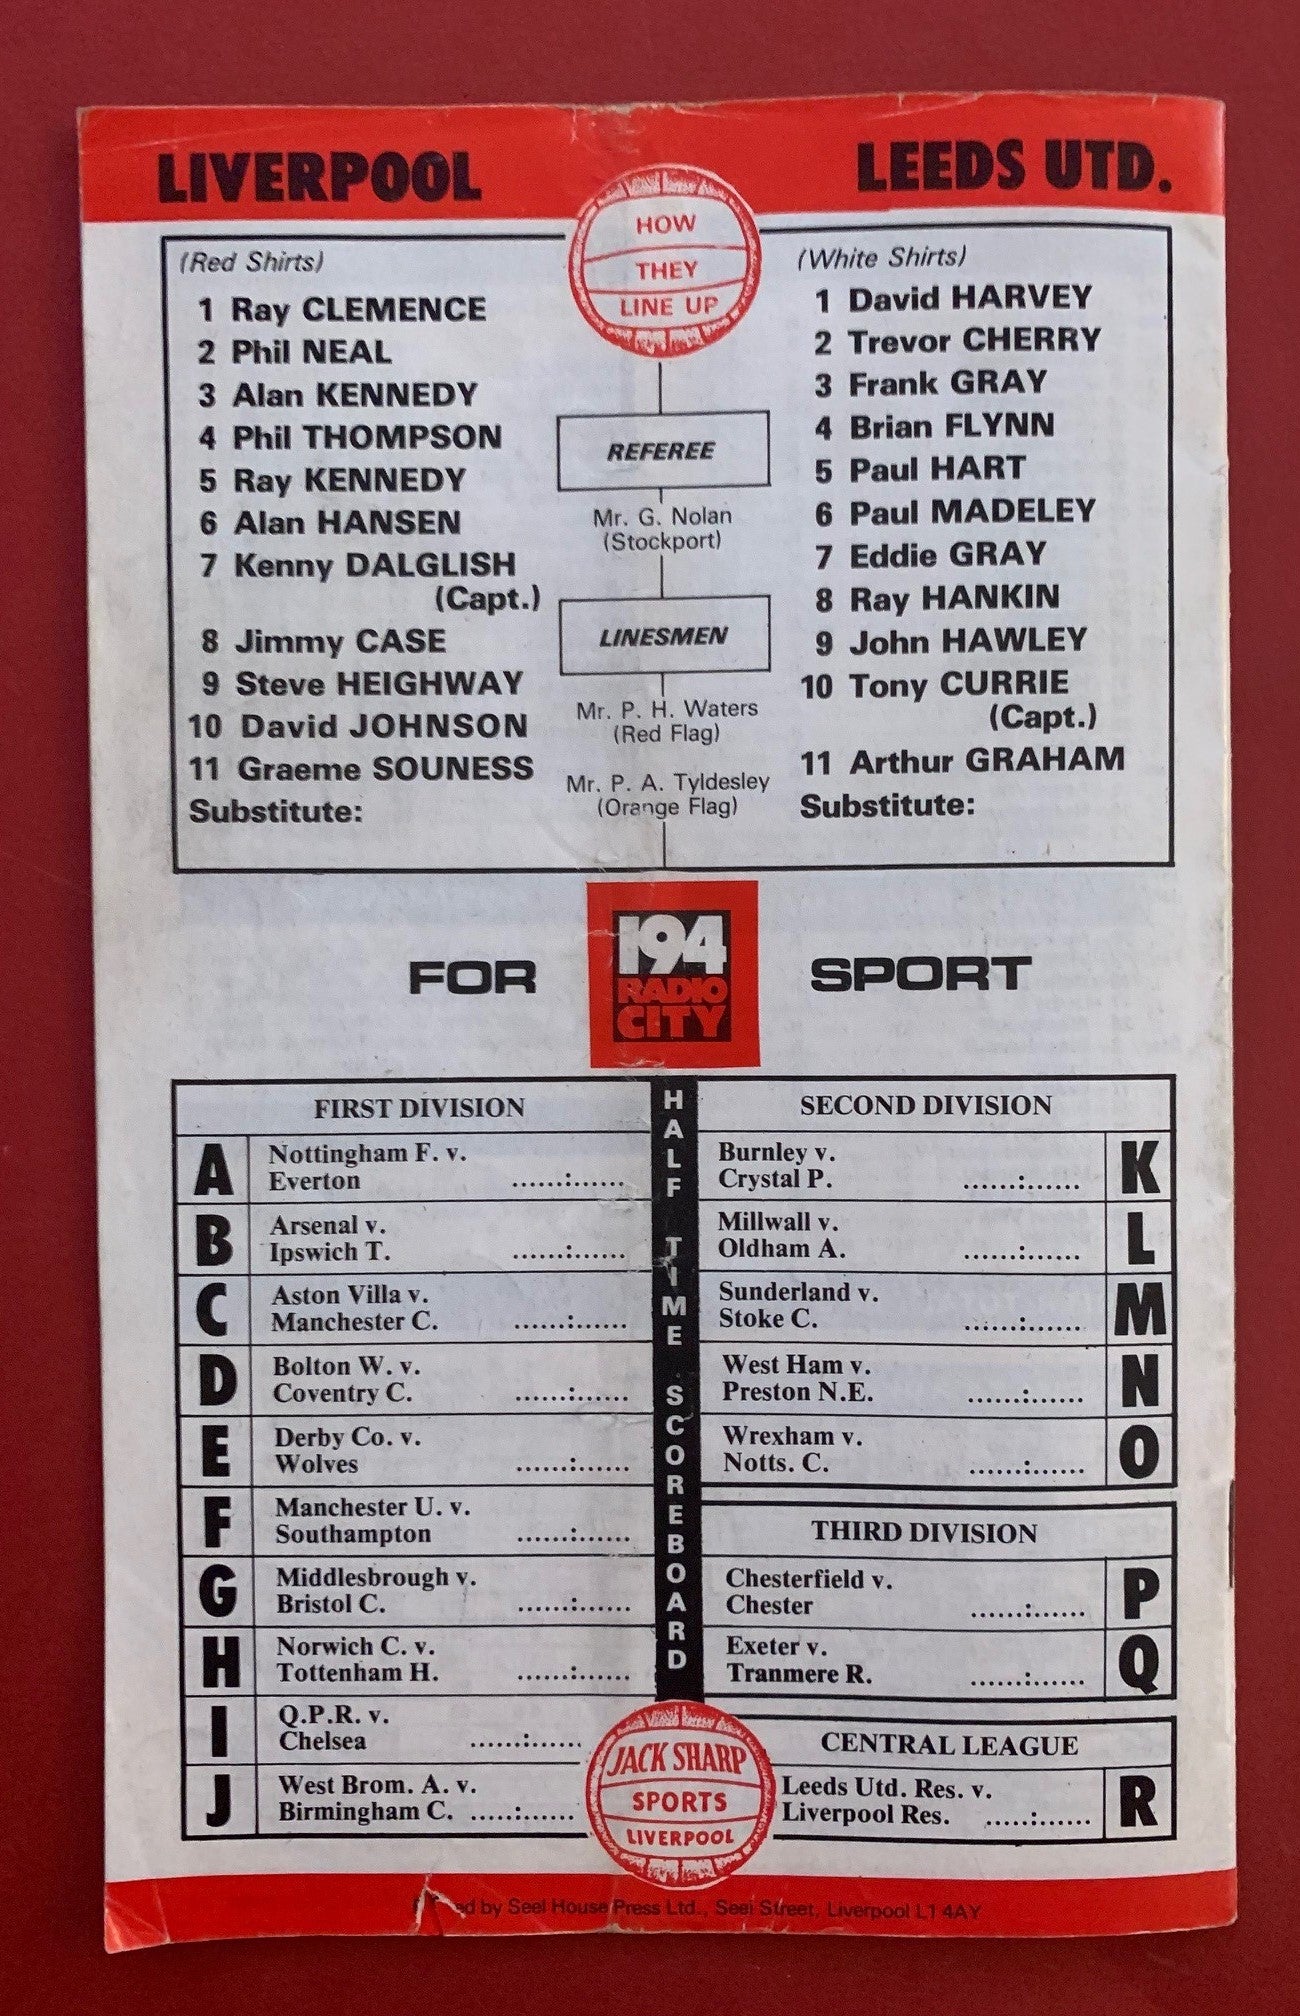 LIVERPOOL
LEEDS UTD.
HOW
THEY
LINE UP
(Red Shirts)
1 Ray CLEMENCE
2 Phil NEAL
3 Alan KENNEDY
4 Phil THOMPSON
5 Ray KENNEDY
6 Alan HANSEN
7 Kenny DALGLISH
(Capt.)
8 Jimmy CASE
9 Steve HEIGHWAY
10 David JOHNSON
11 Graeme SOUNESS
Substitute:
REFEREE
Mr. G. Nolan
(Stockport)
LINESMEN
Mr. P. H. Waters
(Red Flag)
Mr. P. A. Tyldesley
(Orange Flag)
(White Shirts)
1 David HARVEY
2 Trevor CHERRY
3 Frank GRAY
4 Brian FLYNN
5 Paul HART
6 Paul MADELEY
7 Eddie GRAY
8 Ray HANKIN
9 John HAWLEY
10 Tony CURRIE
(Capt.)
11 Arthur GRAHAM
Substitute:
FOR
194
RADIO
CITY
SPORT
FIRST DIVISION
A Nottingham F. v.
Everton ......:......
B Arsenal v.
Ipswich T. ......:......
C Aston Villa v.
Manchester C. ......:......
D Bolton W. v.
Coventry C. ......:......
E Derby Co. v.
Wolves ......:......
F Manchester U. v.
Southampton ......:......
G Middlesbrough v.
Bristol C. ......:......
H Norwich C. v.
Tottenham H. ......:......
I Q.P.R. v.
Chelsea ......:......
J West Brom. A. v.
Birmingham C. ......:......
HALF TIME SCOREBOARD
SECOND DIVISION
Burnley v. K
Crystal P. ......:......
Millwall v. L
Oldham A. ......:......
Sunderland v. M
Stoke C. ......:......
West Ham v. N
Preston N.E. ......:......
Wrexham v. O
Notts. C. ......:......
THIRD DIVISION
Chesterfield v. P
Chester ......:......
Exeter v. Q
Tranmere R. ......:......
CENTRAL LEAGUE
Leeds Utd. Res. v. R
Liverpool Res. ......:......
JACK SHARP
SPORTS
LIVERPOOL
by Seel House Press Ltd., Seel Street, Liverpool L1 4AY